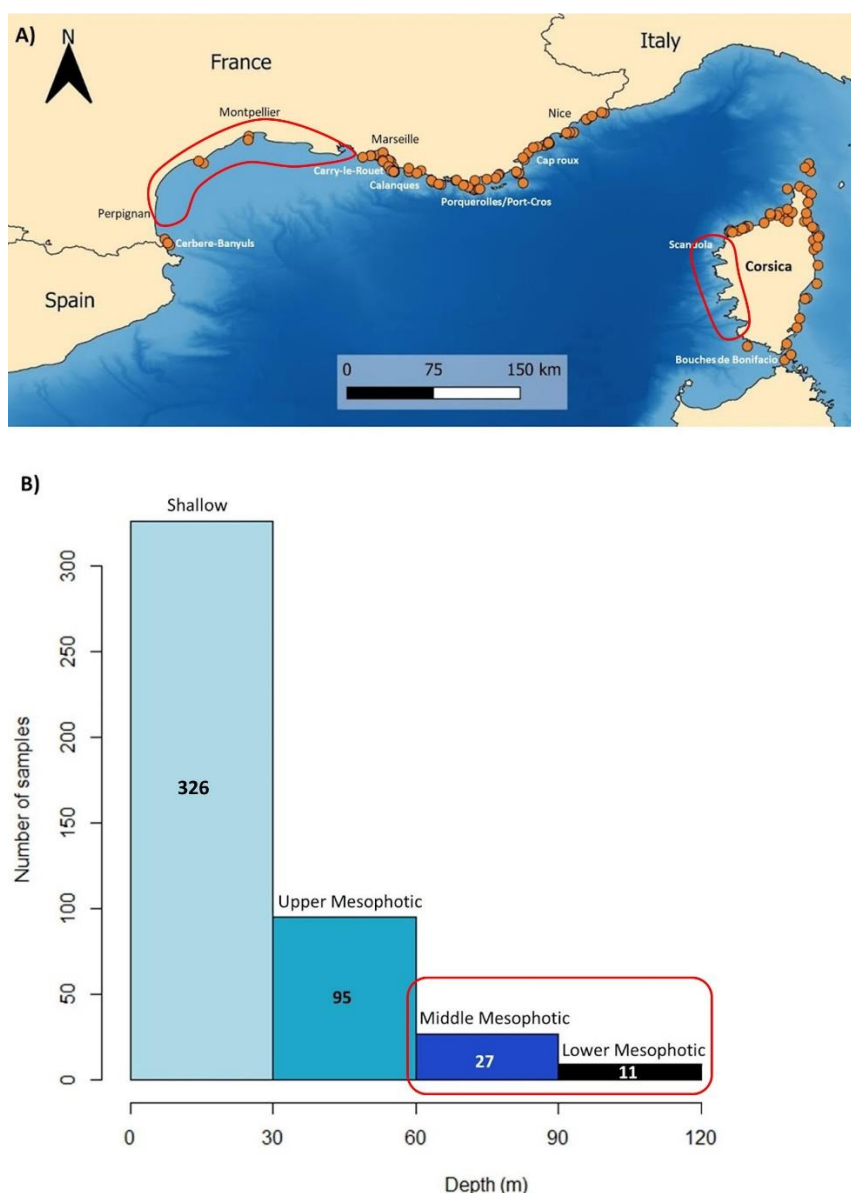 A)
N
France
Italy
Montpellier
Marseille
Nice
Carry-le-Rouet
Calanques
Cap roux
Porquerolles/Port-Cros
Perpignan
Cerbere-Banyuls
Spain
Scandola
Corsica
Bouches de Bonifacio
0 75 150 km
B)
Shallow
326
Upper Mesophotic
95
Middle Mesophotic
27
Lower Mesophotic
11
Number of samples
300
250
200
150
100
50
0
0 30 60 90 120
Depth (m)